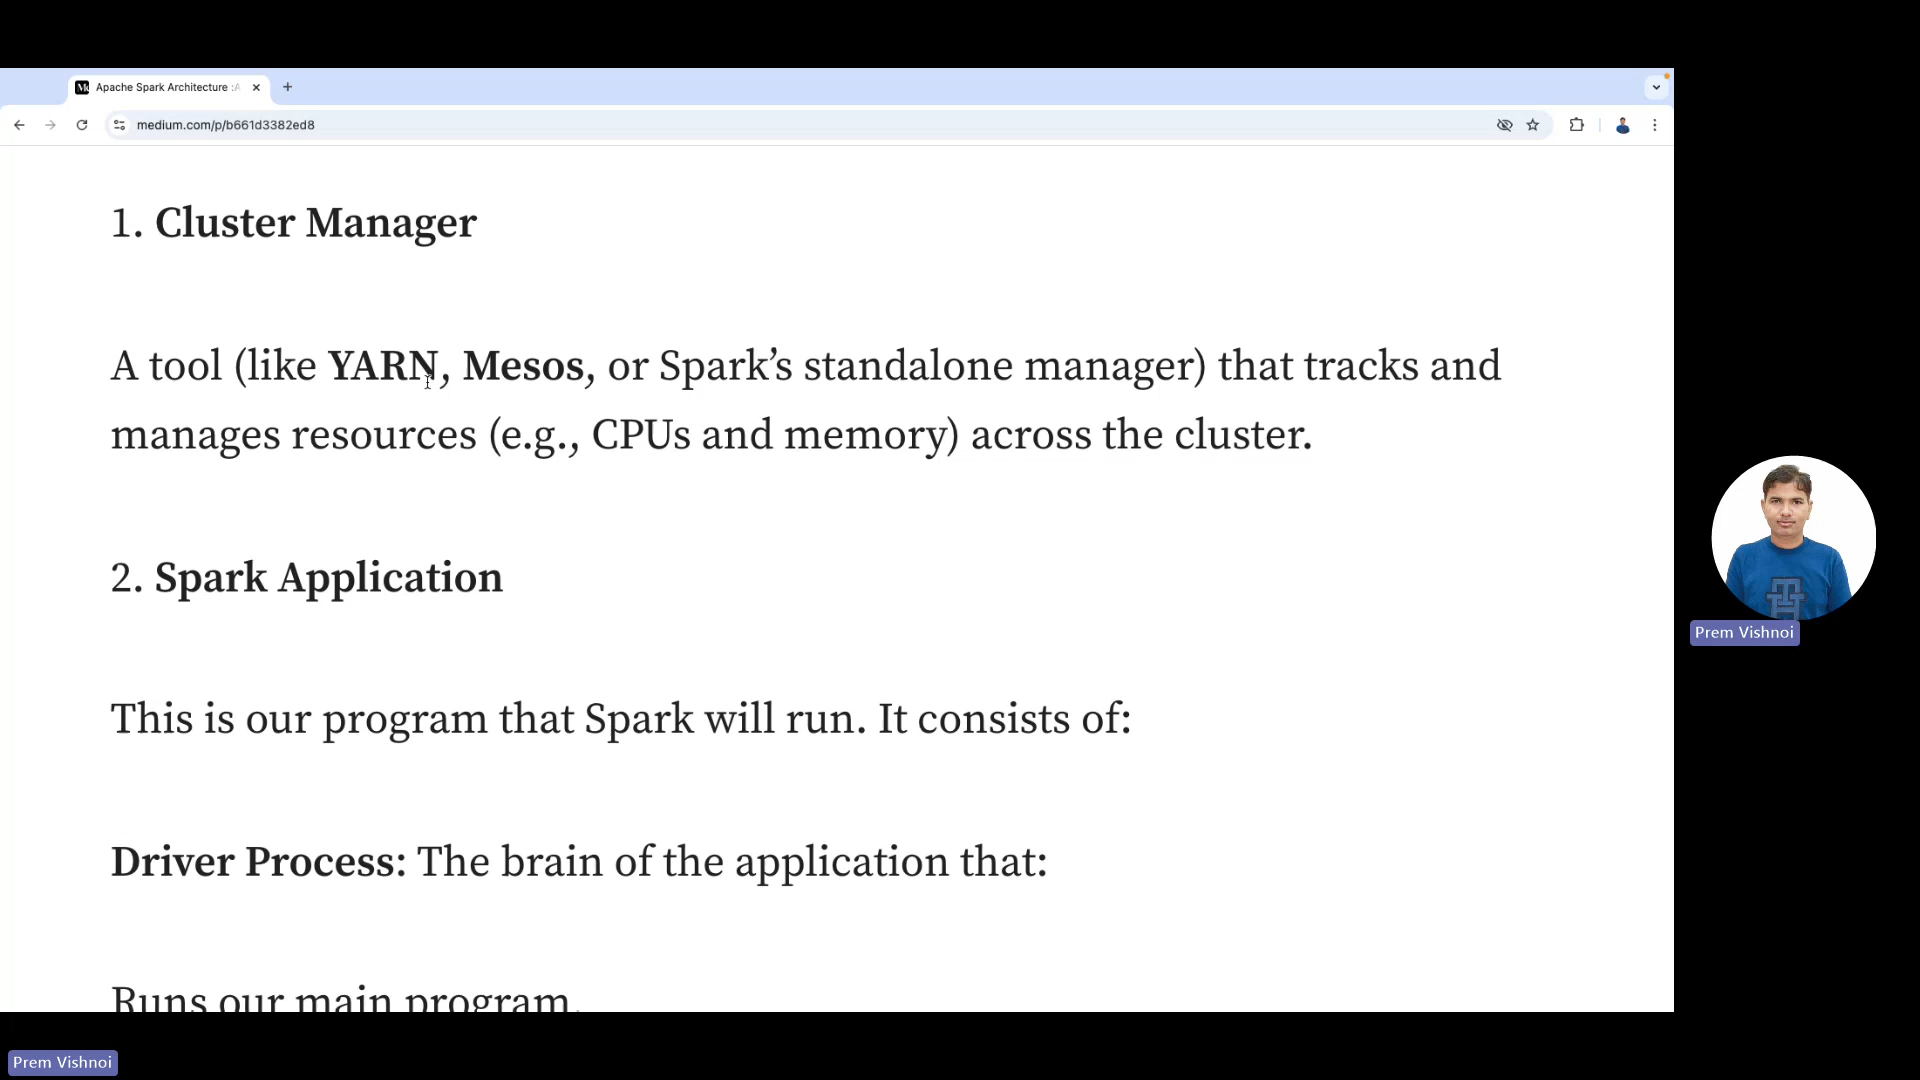 Apache Spark Architecture :A
medium.com/p/b661d3382ed8
1. Cluster Manager
A tool (like YARN, Mesos, or Spark’s standalone manager) that tracks and
manages resources (e.g., CPUs and memory) across the cluster.
2. Spark Application
This is our program that Spark will run. It consists of:
Driver Process: The brain of the application that:
Runs our main program.
Prem Vishnoi
Prem Vishnoi